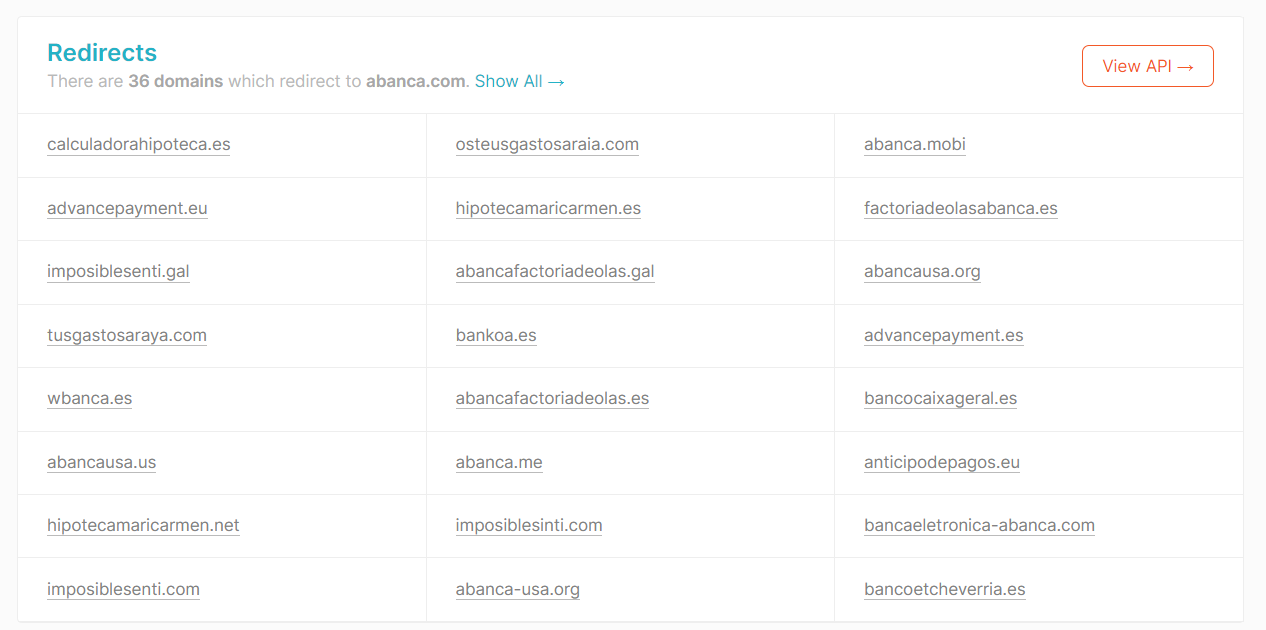 Redirects
There are 36 domains which redirect to abanca.com. Show All →
View API →
calculadorahipoteca.es
osteusgastosaraia.com
abanca.mobi
advancepayment.eu
hipotecamaricarmen.es
factoriadeolasabanca.es
imposiblesenti.gal
abancafactoriadeolas.gal
abancausa.org
tusgastosaraya.com
bankoa.es
advancepayment.es
wbanca.es
abancafactoriadeolas.es
bancocaixageral.es
abancausa.us
abanca.me
anticipodepagos.eu
hipotecamaricarmen.net
imposiblesinti.com
bancaeletronica-abanca.com
imposiblesenti.com
abanca-usa.org
bancoetcheverria.es